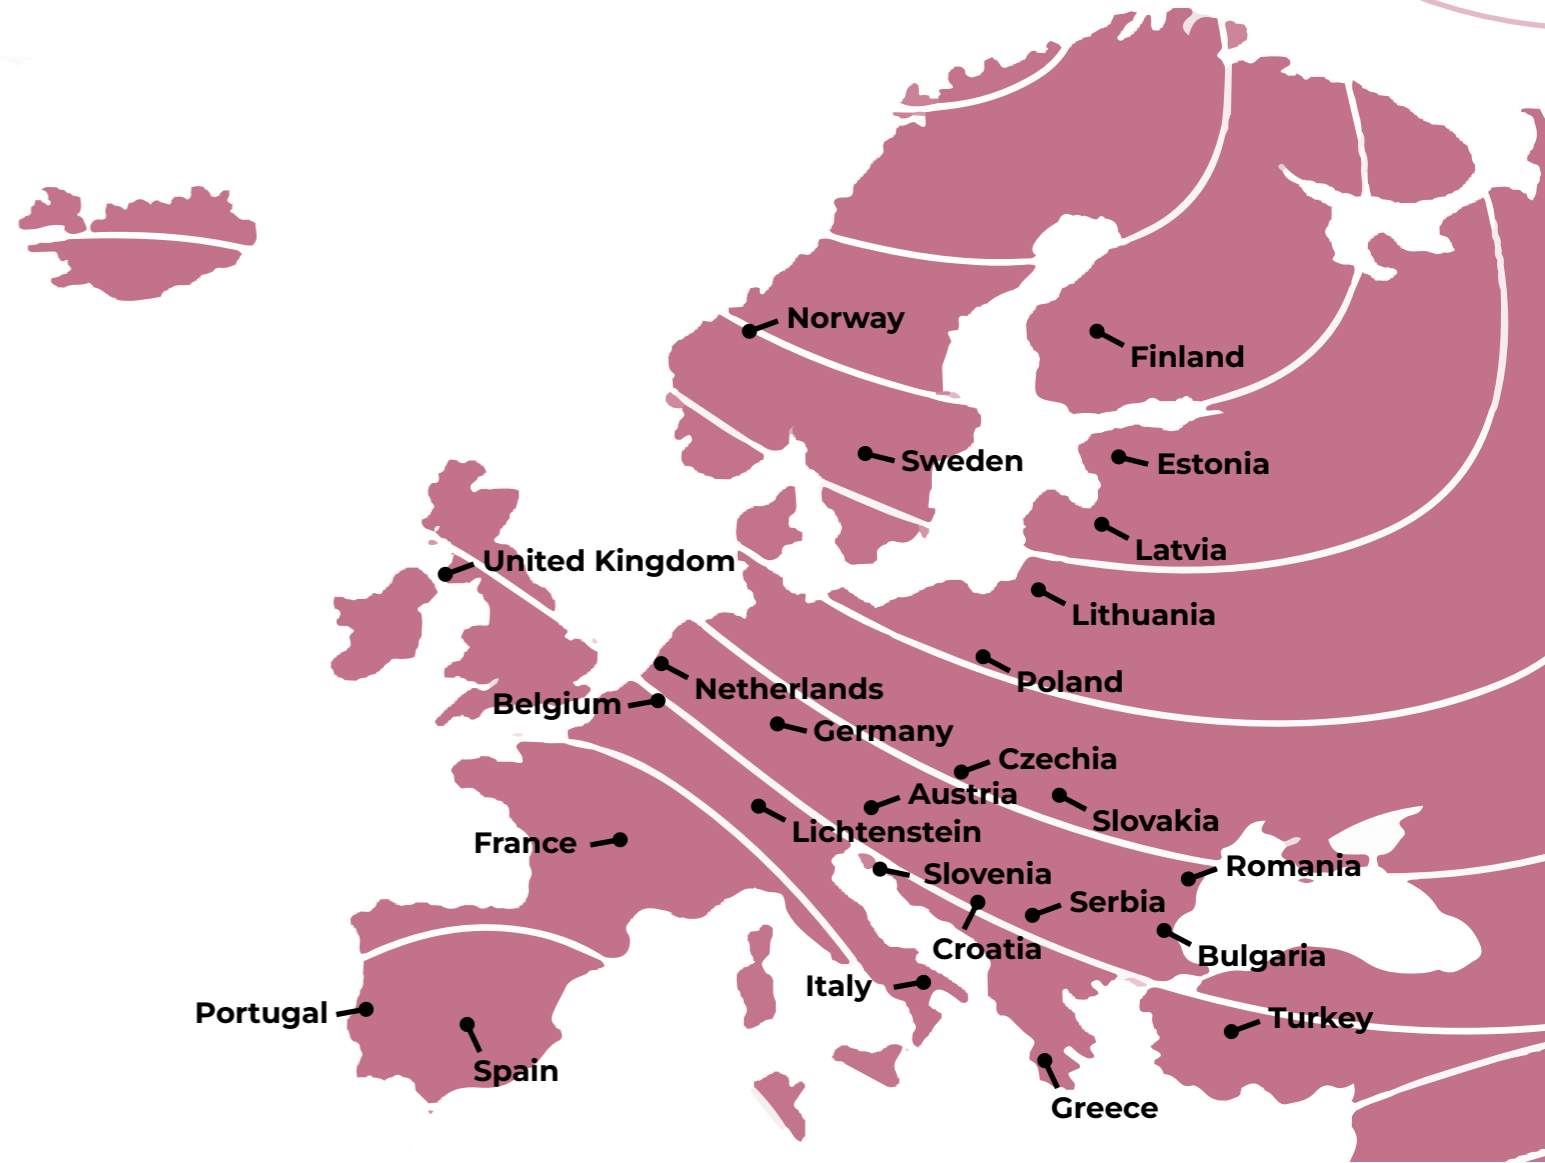 Norway
Finland
Sweden
Estonia
Latvia
United Kingdom
Lithuania
Poland
Netherlands
Belgium
Germany
Czechia
Austria
Slovakia
Lichtenstein
France
Romania
Slovenia
Serbia
Croatia
Bulgaria
Italy
Portugal
Turkey
Spain
Greece